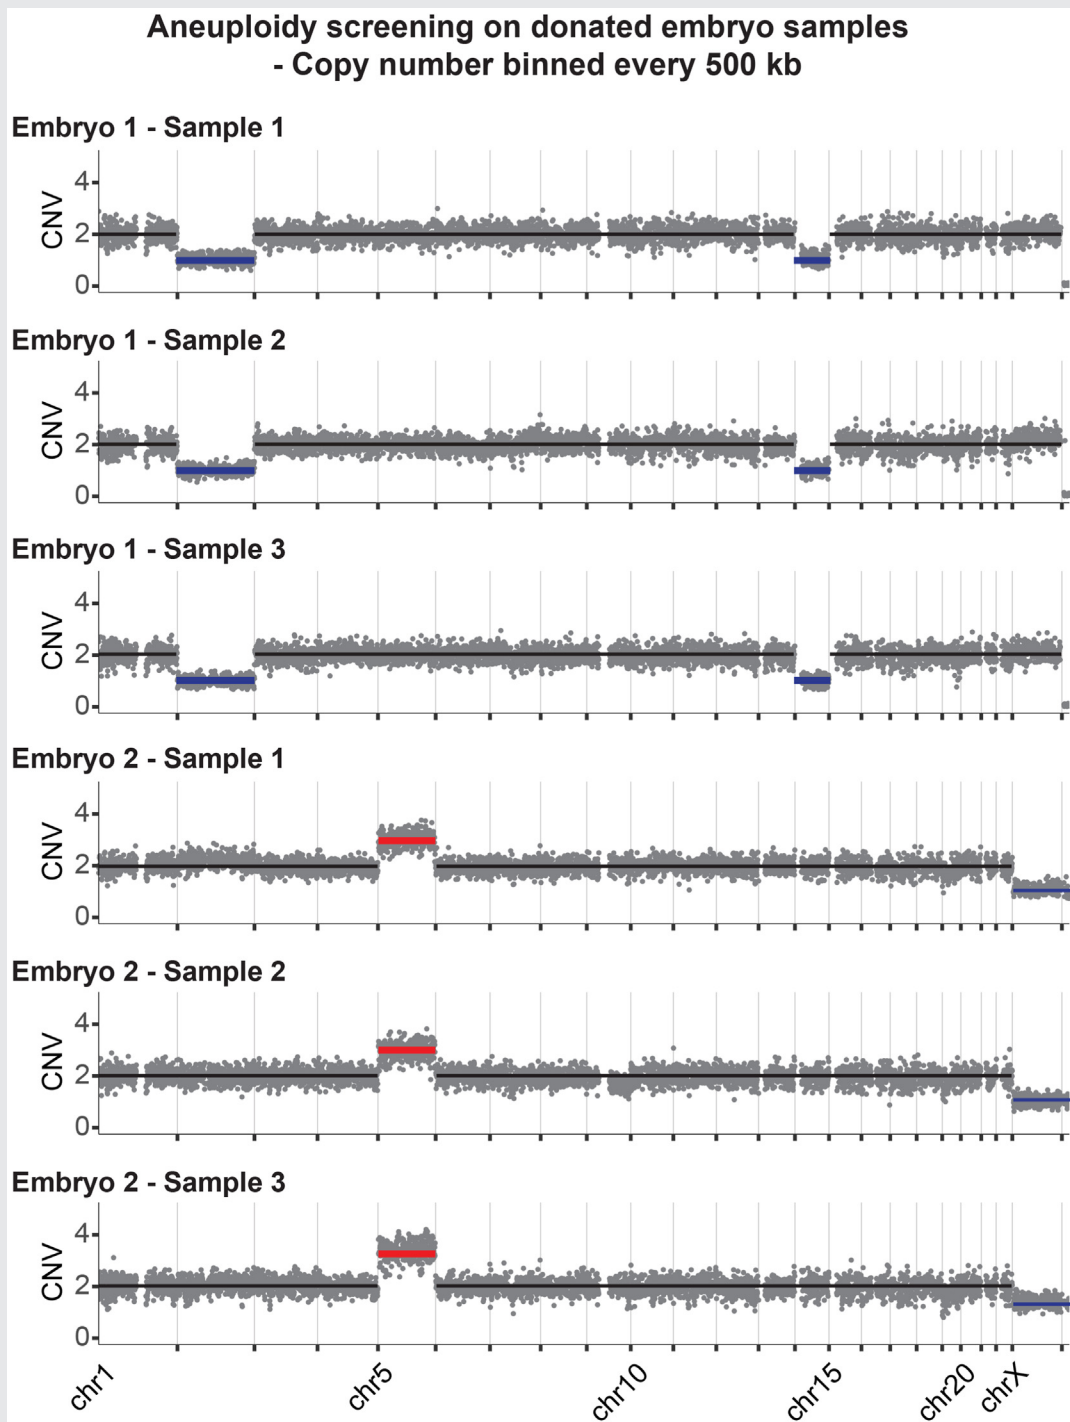 Aneuploidy screening on donated embryo samples
- Copy number binned every 500 kb
Embryo 1 - Sample 1
CNV
4
2
0
Embryo 1 - Sample 2
CNV
4
2
0
Embryo 1 - Sample 3
CNV
4
2
0
Embryo 2 - Sample 1
CNV
4
2
0
Embryo 2 - Sample 2
CNV
4
2
0
Embryo 2 - Sample 3
CNV
4
2
0
chr1 chr5 chr10 chr15 chr20 chrX